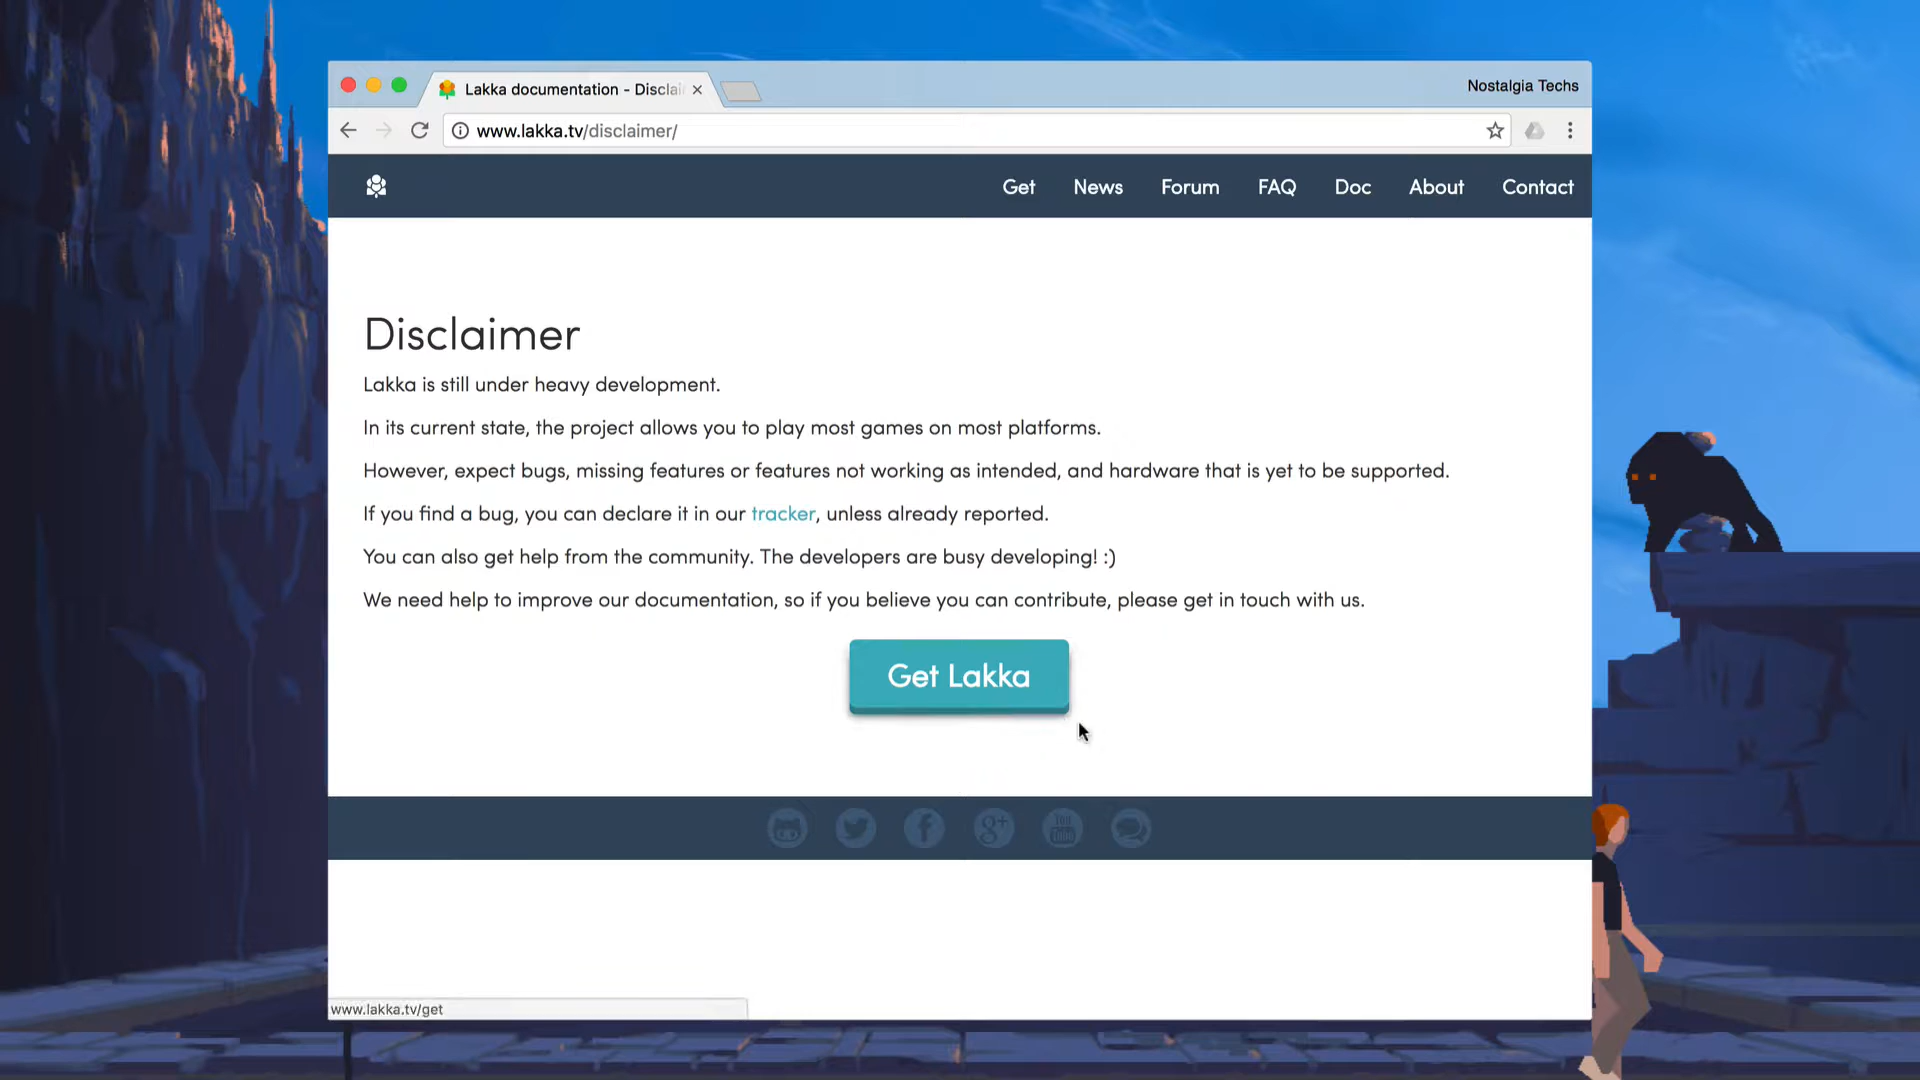 Lakka documentation - Disclai
Nostalgia Techs
www.lakka.tv/disclaimer/
Get News Forum FAQ Doc About Contact
Disclaimer
Lakka is still under heavy development.
In its current state, the project allows you to play most games on most platforms.
However, expect bugs, missing features or features not working as intended, and hardware that is yet to be supported.
If you find a bug, you can declare it in our tracker, unless already reported.
You can also get help from the community. The developers are busy developing! :)
We need help to improve our documentation, so if you believe you can contribute, please get in touch with us.
Get Lakka
g+ You Tube
www.lakka.tv/get